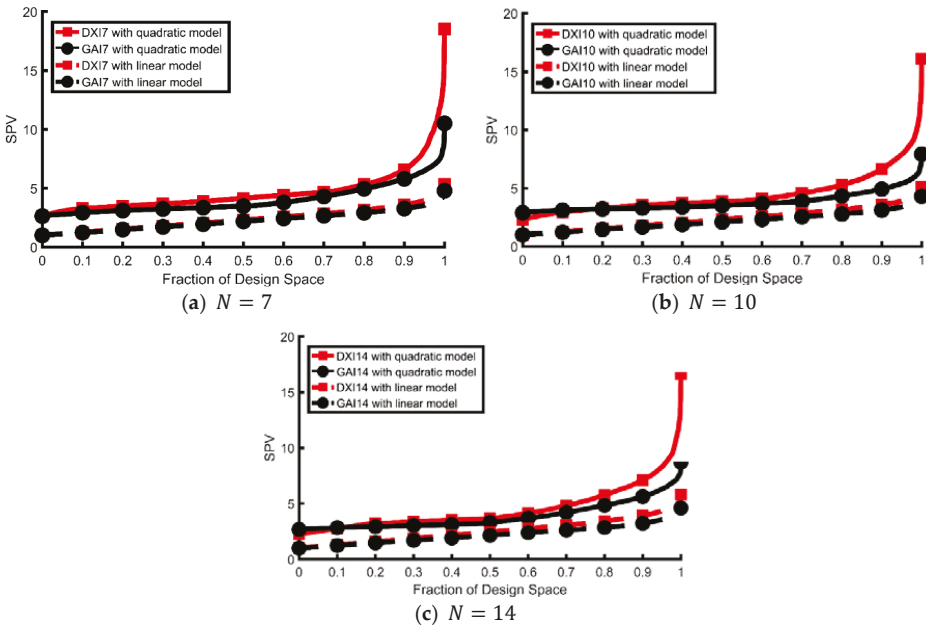 20
15
10
5
0
SPV
DXI7 with quadratic model
GAI7 with quadratic model
DXI7 with linear model
GAI7 with linear model
0 0.1 0.2 0.3 0.4 0.5 0.6 0.7 0.8 0.9 1
Fraction of Design Space
(a) N = 7
20
15
10
5
0
SPV
DXI10 with quadratic model
GAI10 with quadratic model
DXI10 with linear model
GAI10 with linear model
0 0.1 0.2 0.3 0.4 0.5 0.6 0.7 0.8 0.9 1
Fraction of Design Space
(b) N = 10
20
15
10
5
0
SPV
DXI14 with quadratic model
GAI14 with quadratic model
DXI14 with linear model
GAI14 with linear model
0 0.1 0.2 0.3 0.4 0.5 0.6 0.7 0.8 0.9 1
Fraction of Design Space
(c) N = 14